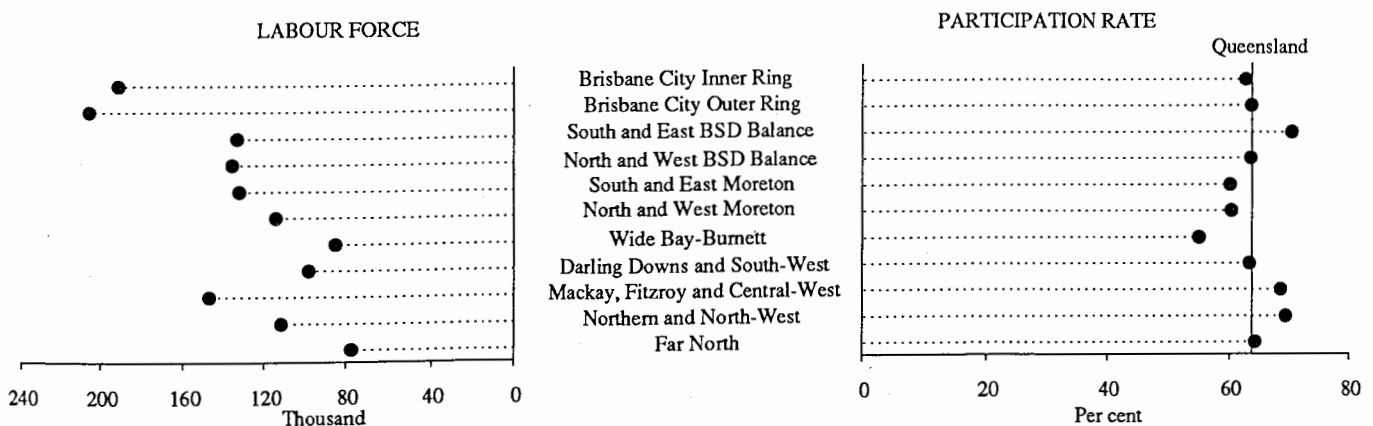 LABOUR FORCE
PARTICIPATION RATE
Queensland
Brisbane City Inner Ring
Brisbane City Outer Ring
South and East BSD Balance
North and West BSD Balance
South and East Moreton
North and West Moreton
Wide Bay-Burnett
Darling Downs and South-West
Mackay, Fitzroy and Central-West
Northern and North-West
Far North
240 200 160 120 80 40 0
Thousand
0 20 40 60 80
Per cent